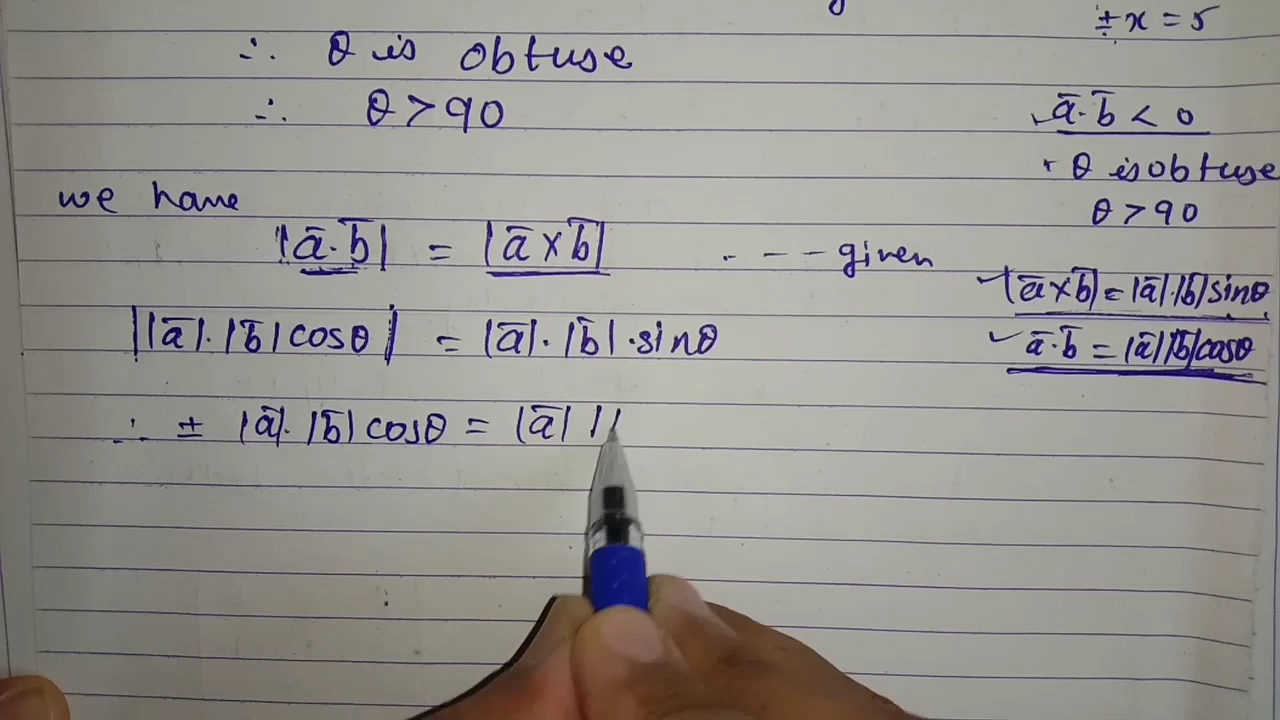 ∴ θ is obtuse
∴ θ > 90
we have
|a̅·b̅| = |a̅×b̅| ---- given
||a̅|·|b̅| cosθ| = |a̅|·|b̅|·sinθ
∴ ± |a̅|·|b̅| cosθ = |a̅| |
± x = 5
a̅·b̅ < 0
θ is obtuse
θ > 90
|a̅×b̅| = |a̅|·|b̅| sinθ
a̅·b̅ = |a̅||b̅| cosθ